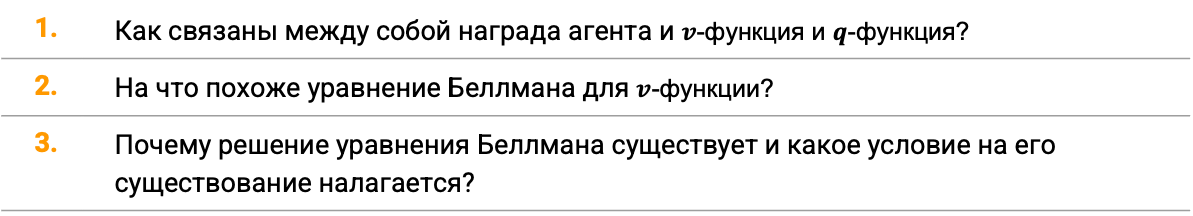 1. Как связаны между собой награда агента и v-функция и q-функция?
2. На что похоже уравнение Беллмана для v-функции?
3. Почему решение уравнения Беллмана существует и какое условие на его
существование налагается?